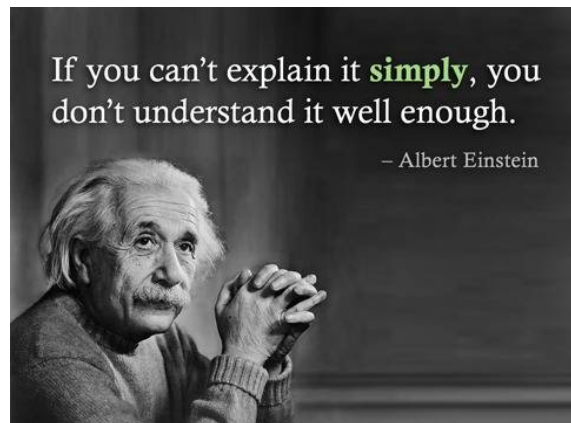 If you can’t explain it simply, you
don’t understand it well enough.
– Albert Einstein